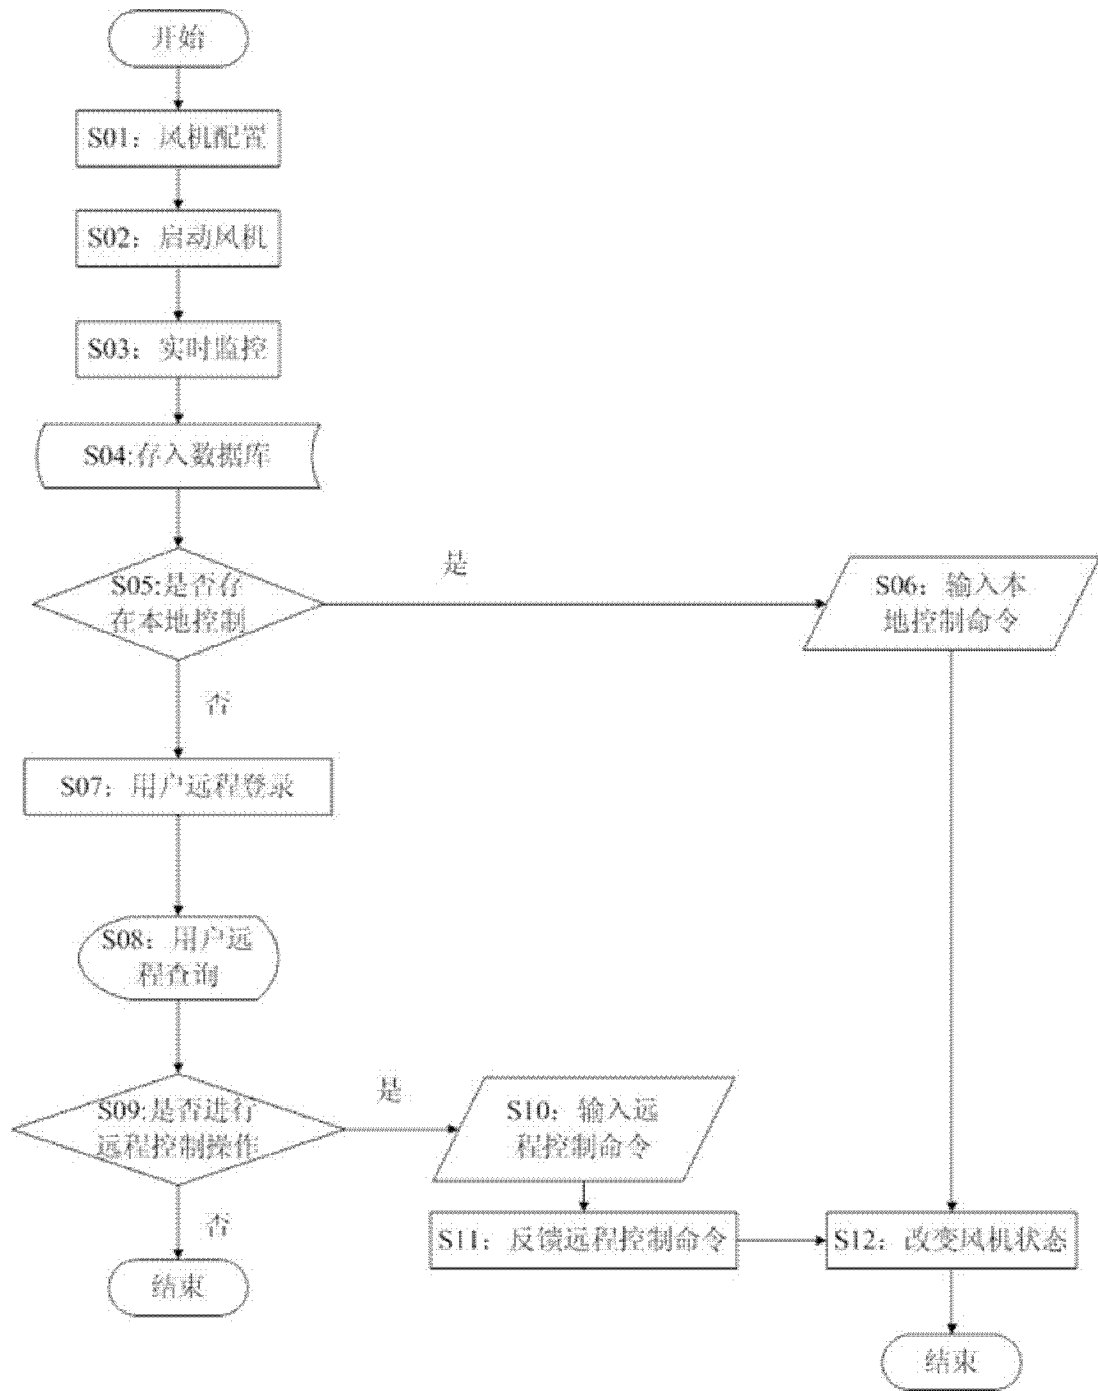 开始
S01：风机配置
S02：启动风机
S03：实时监控
S04:存入数据库
S05:是否存
在本地控制
是
S06：输入本
地控制命令
否
S07：用户远程登录
S08：用户远
程查询
S09:是否进行
远程控制操作
是
S10：输入远
程控制命令
否
S11：反馈远程控制命令
S12：改变风机状态
结束
结束